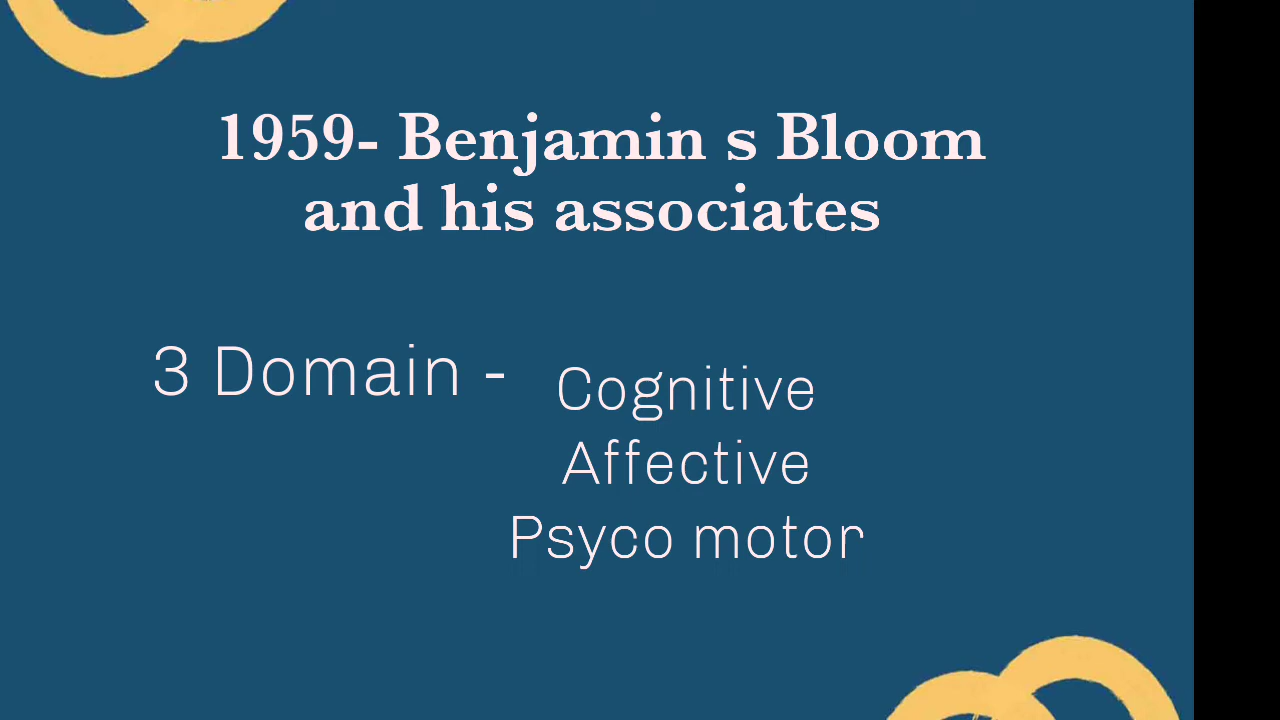 1959- Benjamin s Bloom
and his associates
3 Domain -
Cognitive
Affective
Psyco motor